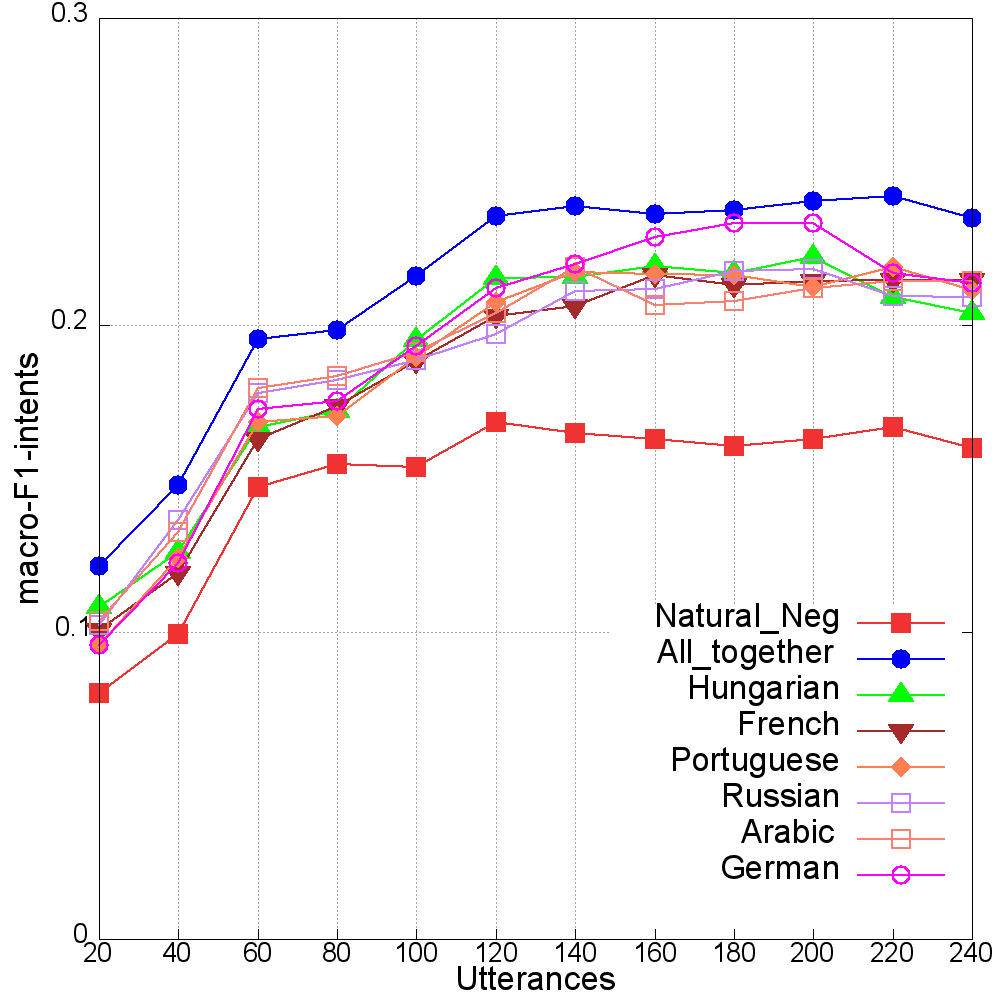 0.3
0.2
0.1
0
macro-F1-intents
Natural_Neg
All_together
Hungarian
French
Portuguese
Russian
Arabic
German
20 40 60 80 100 120 140 160 180 200 220 240
Utterances